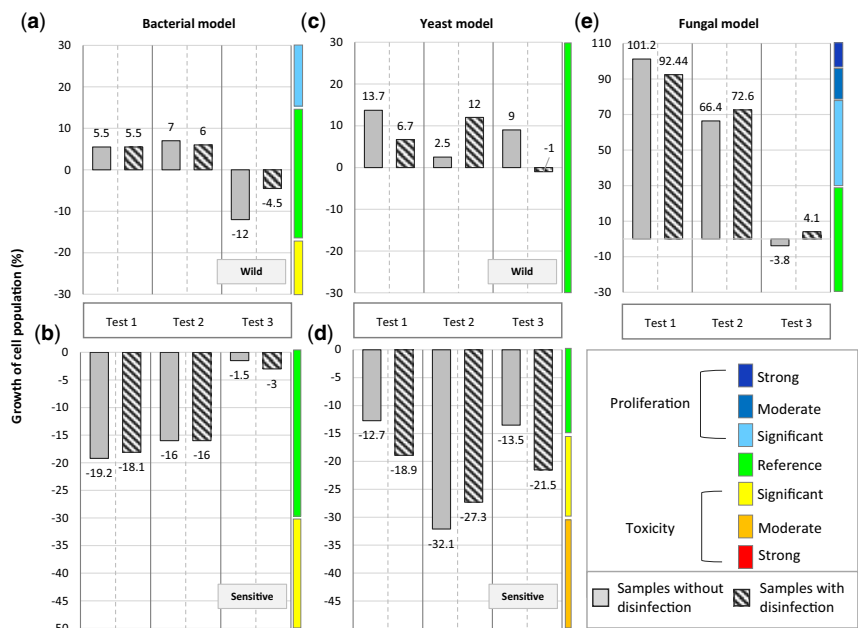 (a)
Bacterial model
(c)
Yeast model
(e)
Fungal model
Growth of cell population (%)
30
20
10
0
-10
-20
-30
5.5
5.5
7
6
-12
-4.5
Wild
30
20
10
0
-10
-20
-30
13.7
6.7
2.5
12
9
-1
Wild
110
90
70
50
30
10
-10
-30
101.2
92.44
66.4
72.6
-3.8
4.1
Test 1 Test 2 Test 3
Test 1 Test 2 Test 3
Test 1 Test 2 Test 3
(b)
0
-5
-10
-15
-20
-25
-30
-35
-40
-45
-50
-19.2
-18.1
-16
-16
-1.5
-3
Sensitive
(d)
0
-5
-10
-15
-20
-25
-30
-35
-40
-45
-12.7
-18.9
-32.1
-27.3
-13.5
-21.5
Sensitive
Proliferation
Strong
Moderate
Significant
Reference
Toxicity
Significant
Moderate
Strong
Samples without
disinfection
Samples with
disinfection